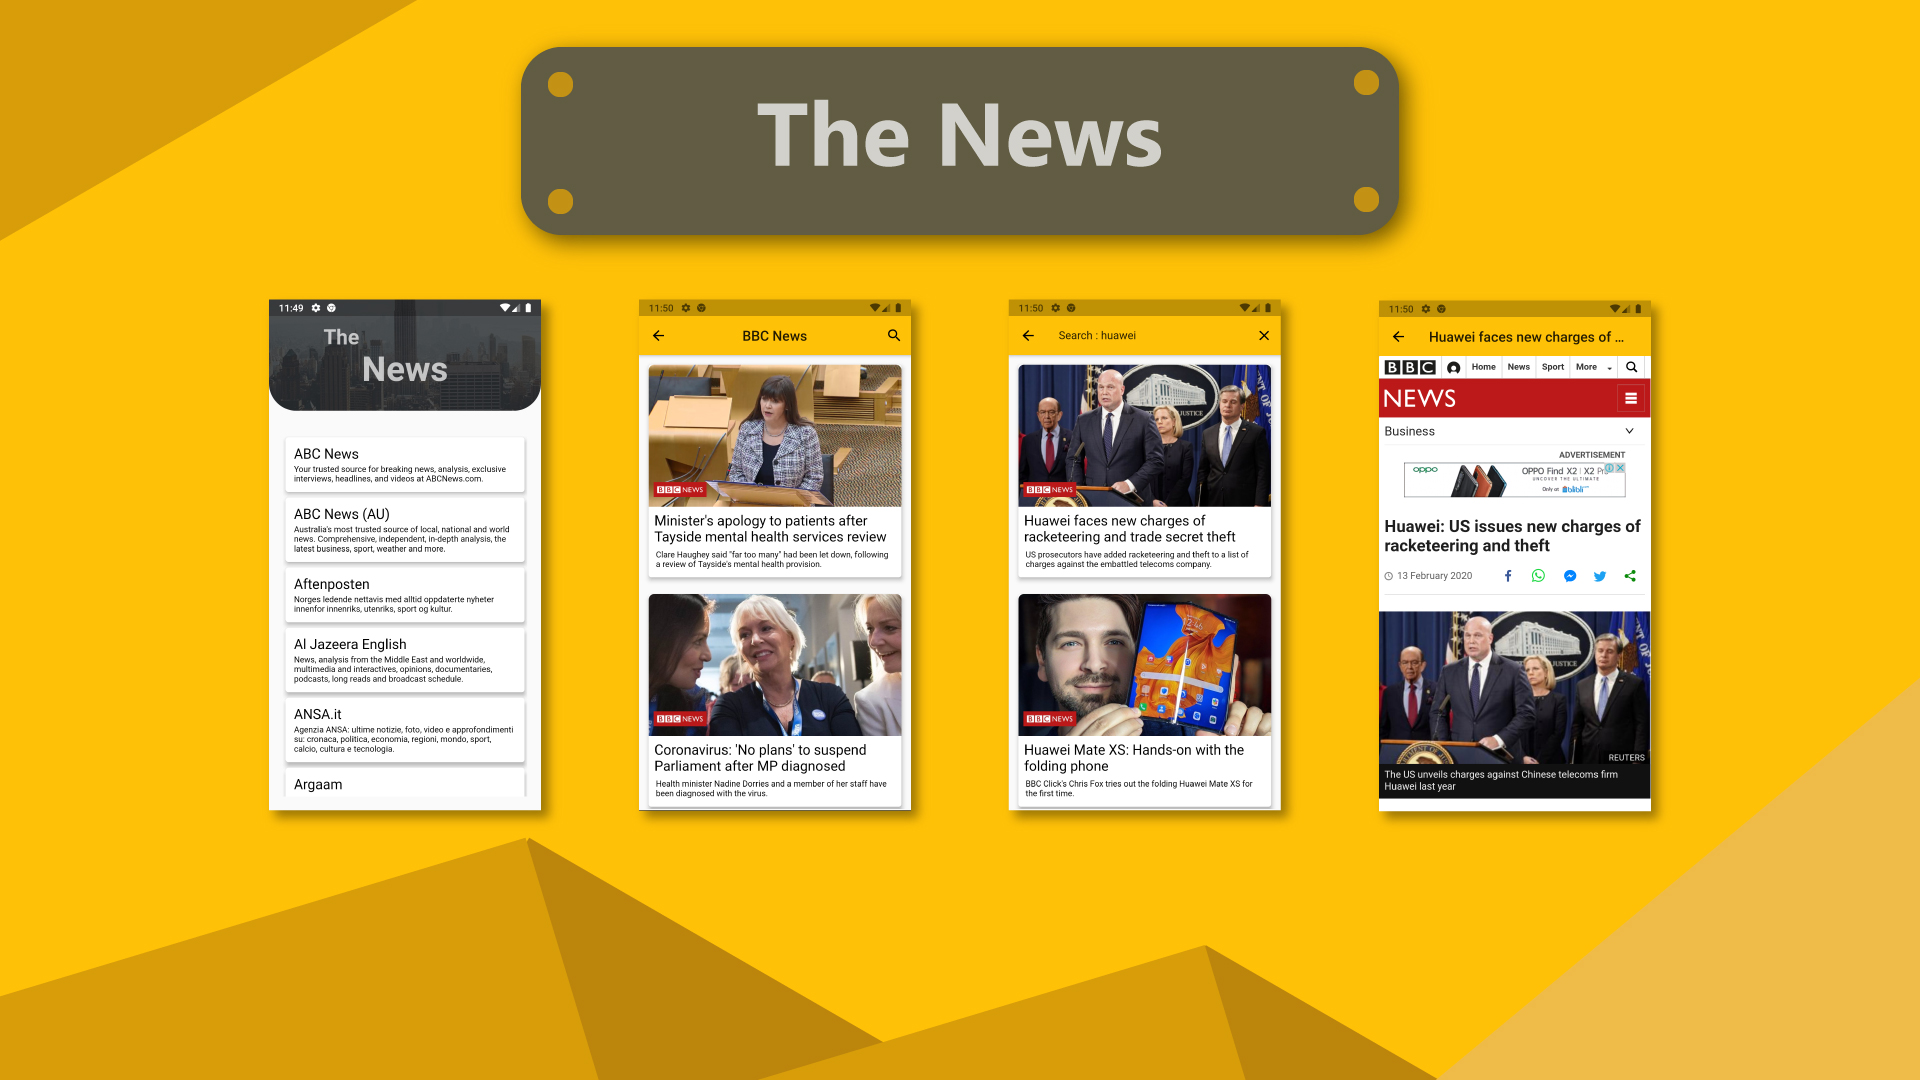 The News
11:49
The
News
ABC News
Your trusted source for breaking news, analysis, exclusive
interviews, headlines, and videos at ABCNews.com.
ABC News (AU)
Australia's most trusted source of local, national and world
news. Comprehensive, independent, in-depth analysis, the
latest business, sport, weather and more.
Aftenposten
Norges ledende nettavis med alltid oppdaterte nyheter
innenfor innenriks, utenriks, sport og kultur.
Al Jazeera English
News, analysis from the Middle East and worldwide,
multimedia and interactives, opinions, documentaries,
podcasts, long reads and broadcast schedule.
ANSA.it
Agenzia ANSA: ultime notizie, foto, video e approfondimenti
su: cronaca, politica, economia, regioni, mondo, sport,
calcio, cultura e tecnologia.
Argaam
11:50
BBC News
BBC NEWS
Minister's apology to patients after
Tayside mental health services review
Clare Haughey said "far too many" had been let down, following
a review of Tayside's mental health provision.
BBC NEWS
Coronavirus: 'No plans' to suspend
Parliament after MP diagnosed
Health minister Nadine Dorries and a member of her staff have
been diagnosed with the virus.
11:50
Search : huawei
JUSTICE
BBC NEWS
Huawei faces new charges of
racketeering and trade secret theft
US prosecutors have added racketeering and theft to a list of
charges against the embattled telecoms company.
BBC NEWS
Huawei Mate XS: Hands-on with the
folding phone
BBC Click's Chris Fox tries out the folding Huawei Mate XS for
the first time.
11:50
Huawei faces new charges of ...
BBC Home News Sport More
NEWS
Business
ADVERTISEMENT
oppo
OPPO Find X2 | X2 Pro
UNCOVER THE ULTIMATE
Only on blibli
Huawei: US issues new charges of
racketeering and theft
13 February 2020
JUSTICE
REUTERS
The US unveils charges against Chinese telecoms firm
Huawei last year